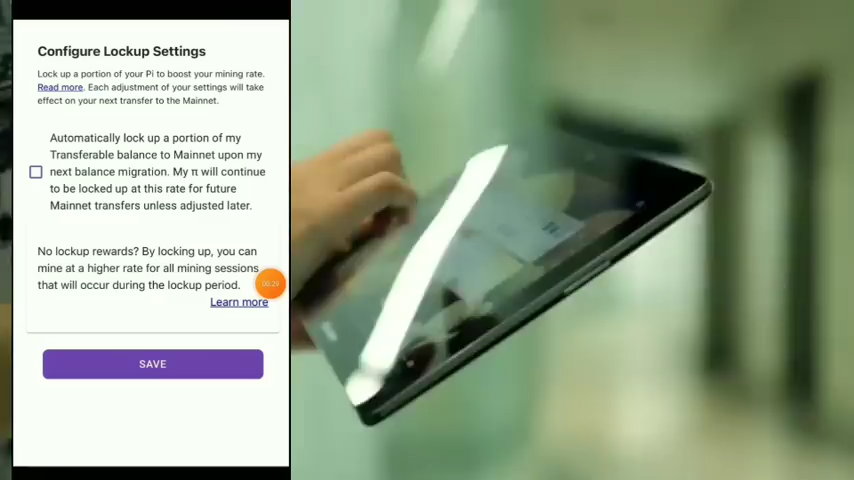 Configure Lockup Settings
Lock up a portion of your Pi to boost your mining rate.
Read more. Each adjustment of your settings will take
effect on your next transfer to the Mainnet.
Automatically lock up a portion of my
Transferable balance to Mainnet upon my
next balance migration. My π will continue
to be locked up at this rate for future
Mainnet transfers unless adjusted later.
No lockup rewards? By locking up, you can
mine at a higher rate for all mining sessions
that will occur during the lockup period.
Learn more
SAVE